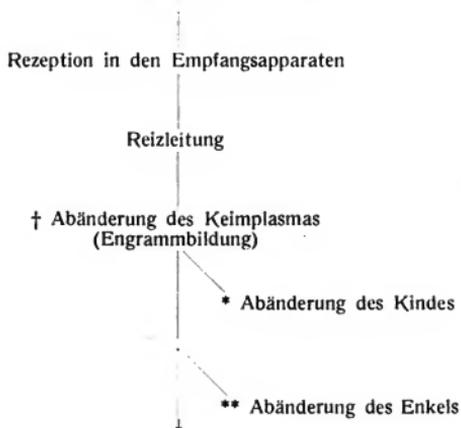 Rezeption in den Empfangsapparaten
Reizleitung
† Abänderung des Keimplasmas
(Engrammbildung)
* Abänderung des Kindes
** Abänderung des Enkels